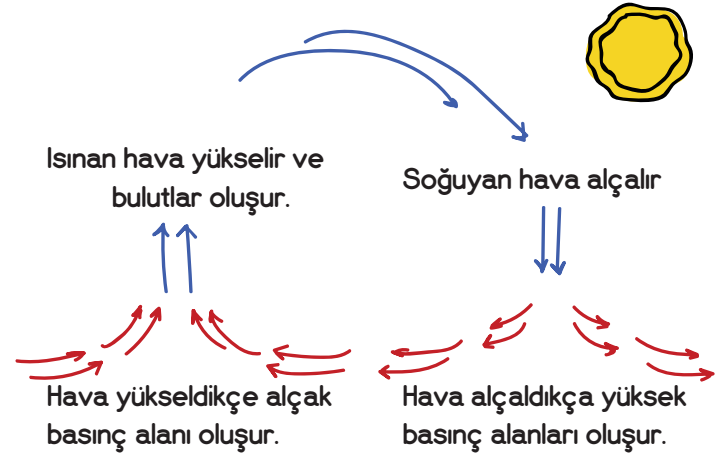 Isınan hava yükselir ve
bulutlar oluşur.
Soğuyan hava alçalır
Hava yükseldikçe alçak
basınç alanı oluşur.
Hava alçaldıkça yüksek
basınç alanları oluşur.